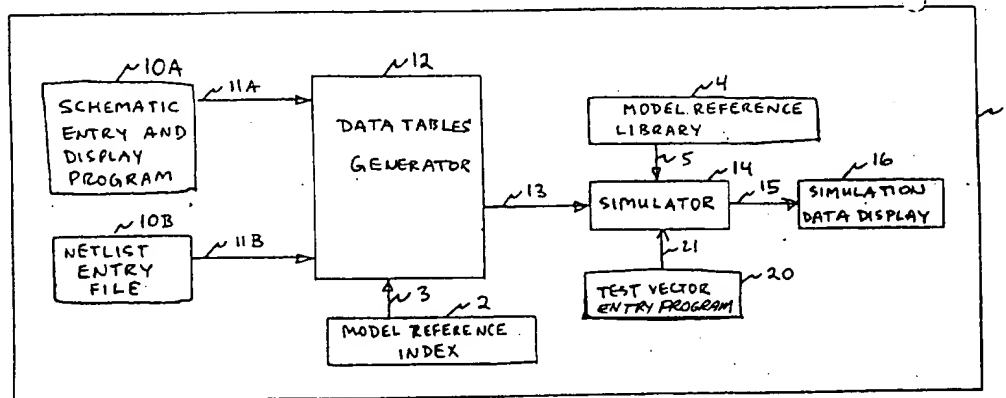 10A
SCHEMATIC
ENTRY AND
DISPLAY
PROGRAM
11A
10B
NETLIST
ENTRY
FILE
11B
12
DATA TABLES
GENERATOR
3
2
MODEL REFERENCE
INDEX
13
4
MODEL REFERENCE
LIBRARY
5
14
SIMULATOR
15
16
SIMULATION
DATA DISPLAY
21
20
TEST VECTOR
ENTRY PROGRAM